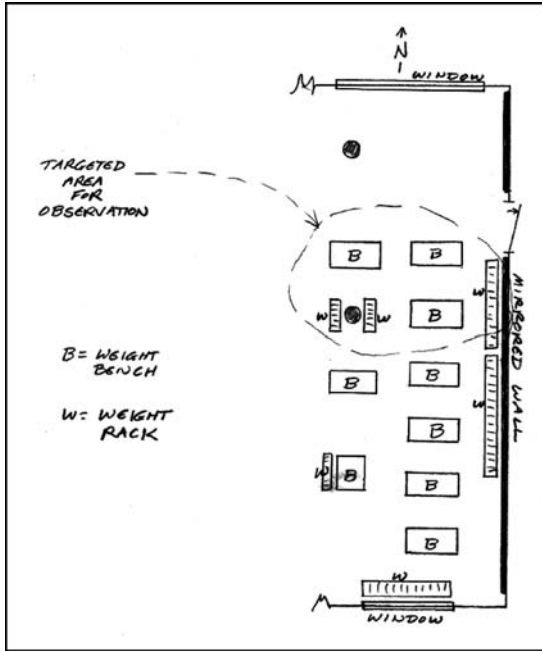 N
WINDOW
TARGETED
AREA
FOR
OBSERVATION
B
B
W
W
B
W
MIRRORED WALL
B = WEIGHT
BENCH
B
B
W
W = WEIGHT
RACK
B
W
B
B
B
W
WINDOW